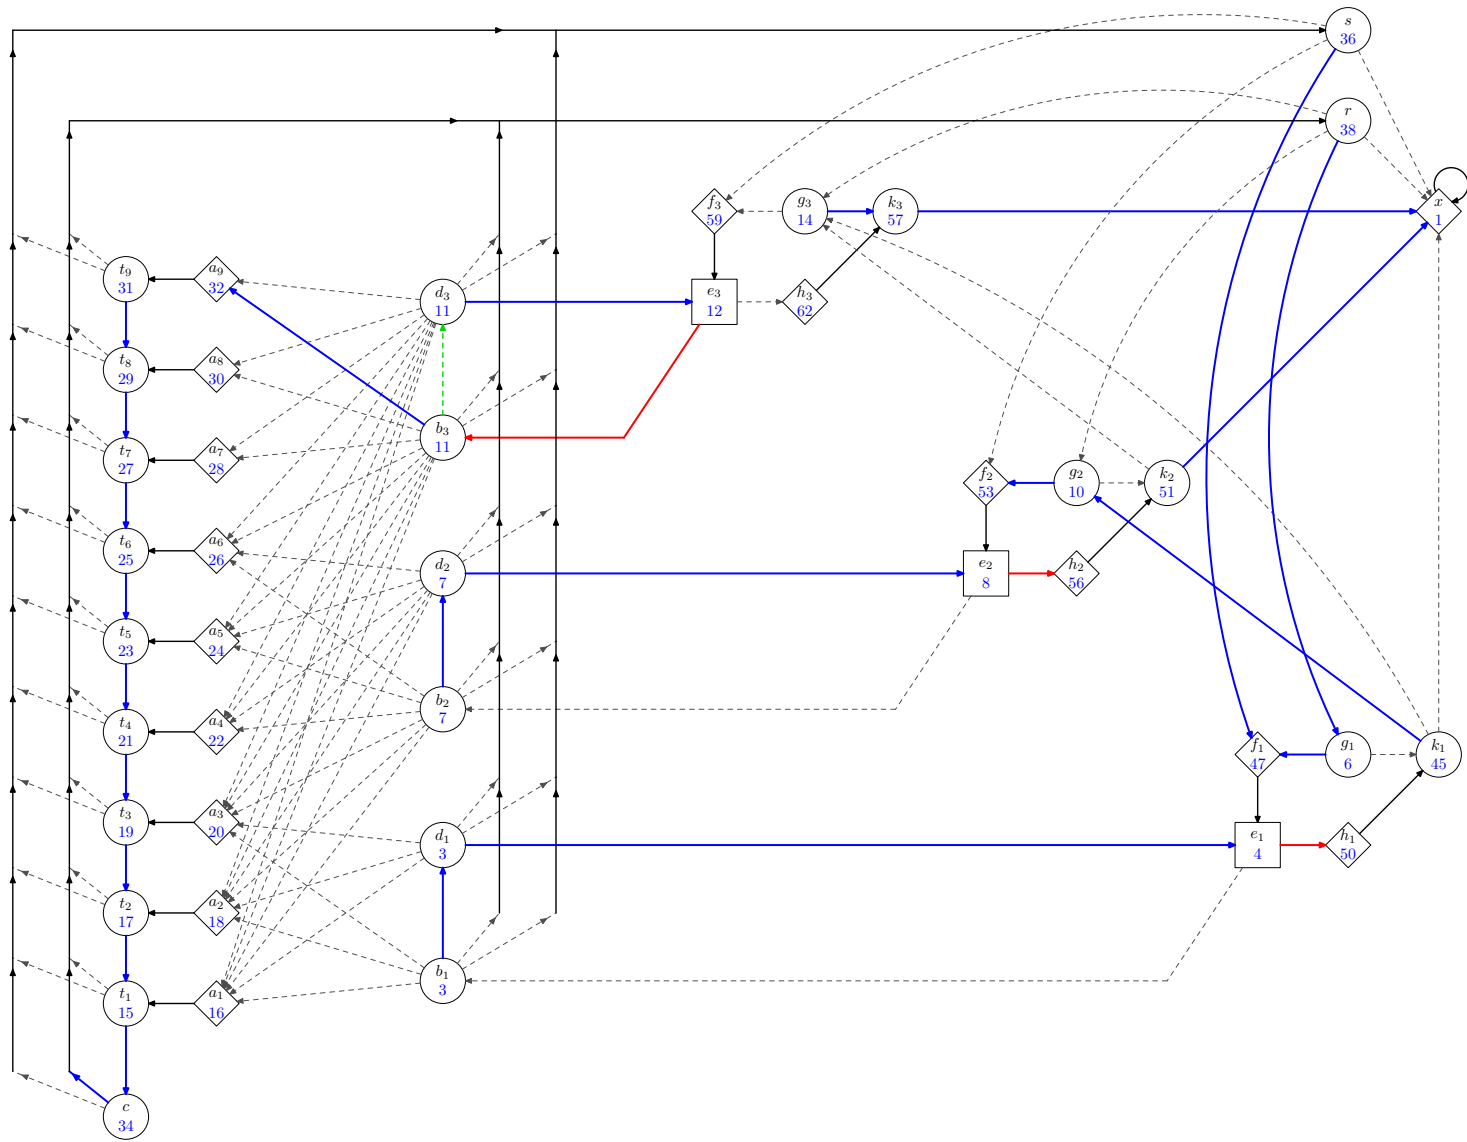 s
36
r
38
f₃
59
g₃
14
k₃
57
x
1
t₉
31
a₉
32
d₃
11
e₃
12
h₃
62
t₈
29
a₈
30
b₃
11
t₇
27
a₇
28
f₂
53
g₂
10
k₂
51
t₆
25
a₆
26
d₂
7
e₂
8
h₂
56
t₅
23
a₅
24
b₂
7
t₄
21
a₄
22
f₁
47
g₁
6
k₁
45
t₃
19
a₃
20
d₁
3
e₁
4
h₁
50
t₂
17
a₂
18
b₁
3
t₁
15
a₁
16
c
34